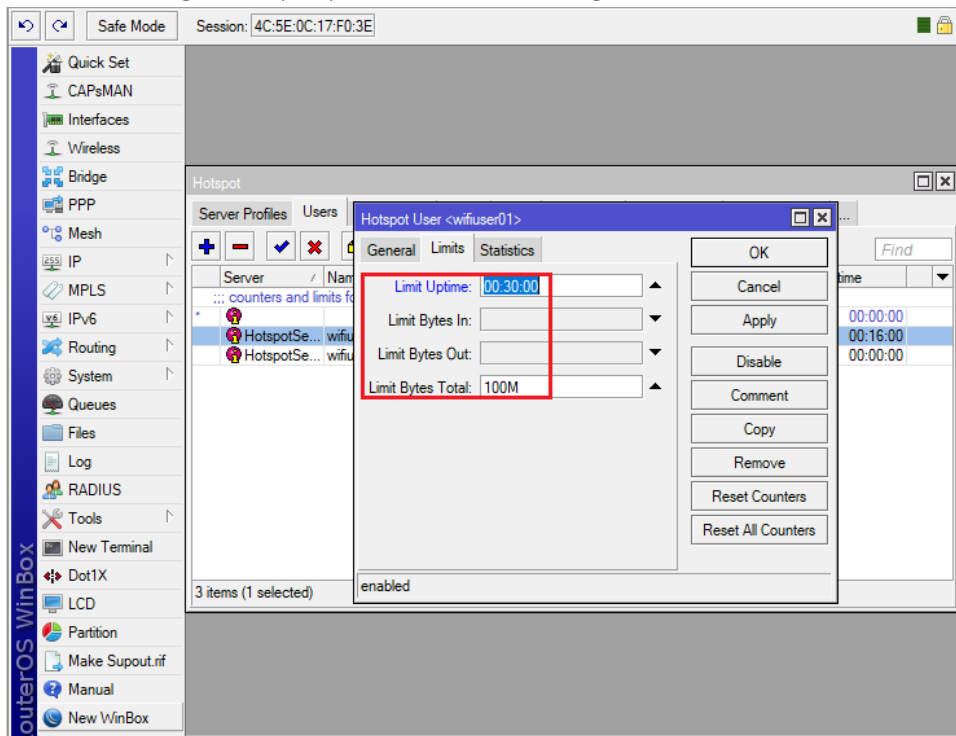 Safe Mode Session: 4C:5E:0C:17:F0:3E
Quick Set
CAPsMAN
Interfaces
Wireless
Bridge
PPP
Mesh
IP
MPLS
IPv6
Routing
System
Queues
Files
Log
RADIUS
Tools
New Terminal
Dot1X
LCD
Partition
Make Supout.rif
Manual
New WinBox
WinBox
Hotspot
Server Profiles Users ...
Find
Server
::: counters and limits
00:00:00
HotspotSe... 00:16:00
HotspotSe... 00:00:00
3 items (1 selected)
Hotspot User <wifiuser01>
General Limits Statistics
Limit Uptime: 00:30:00
Limit Bytes In:
Limit Bytes Out:
Limit Bytes Total: 100M
OK
Cancel
Apply
Disable
Comment
Copy
Remove
Reset Counters
Reset All Counters
enabled